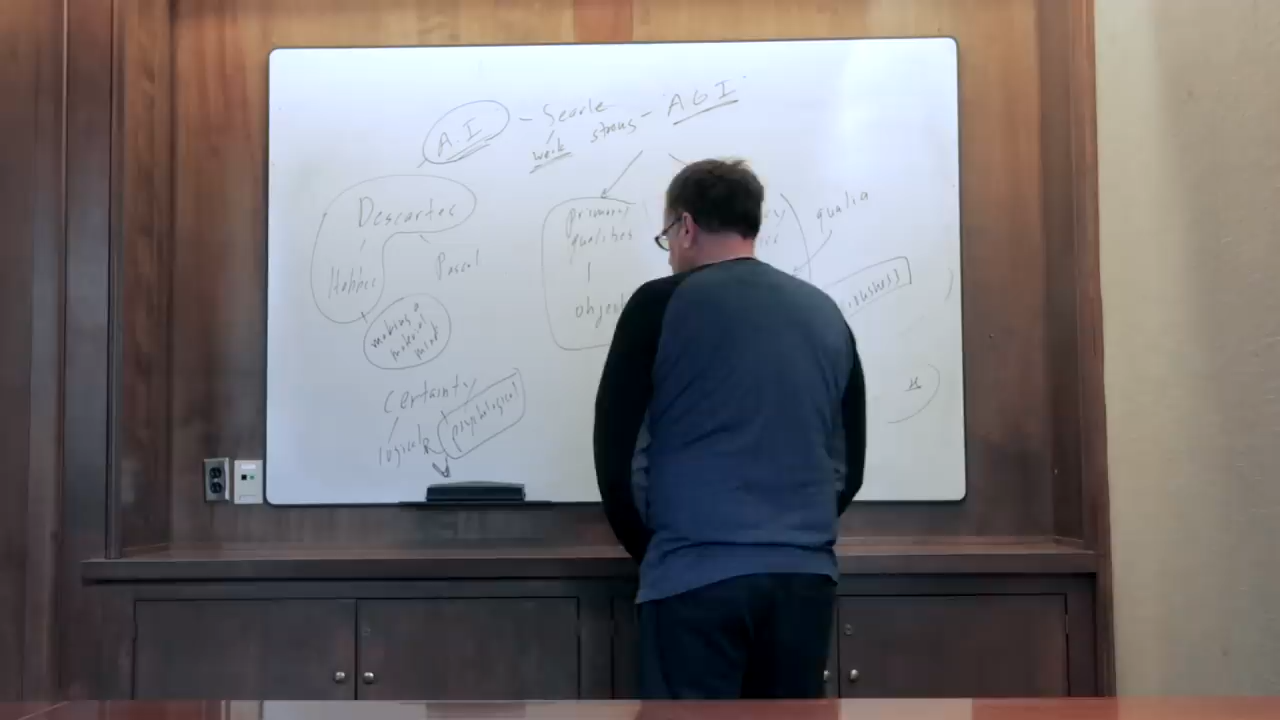 A.I - Searle - AGI
weak strong
Descartes
Hobbes Pascal
making a
material
mind
certainty
logical psychological
primary
qualities
object
qualia